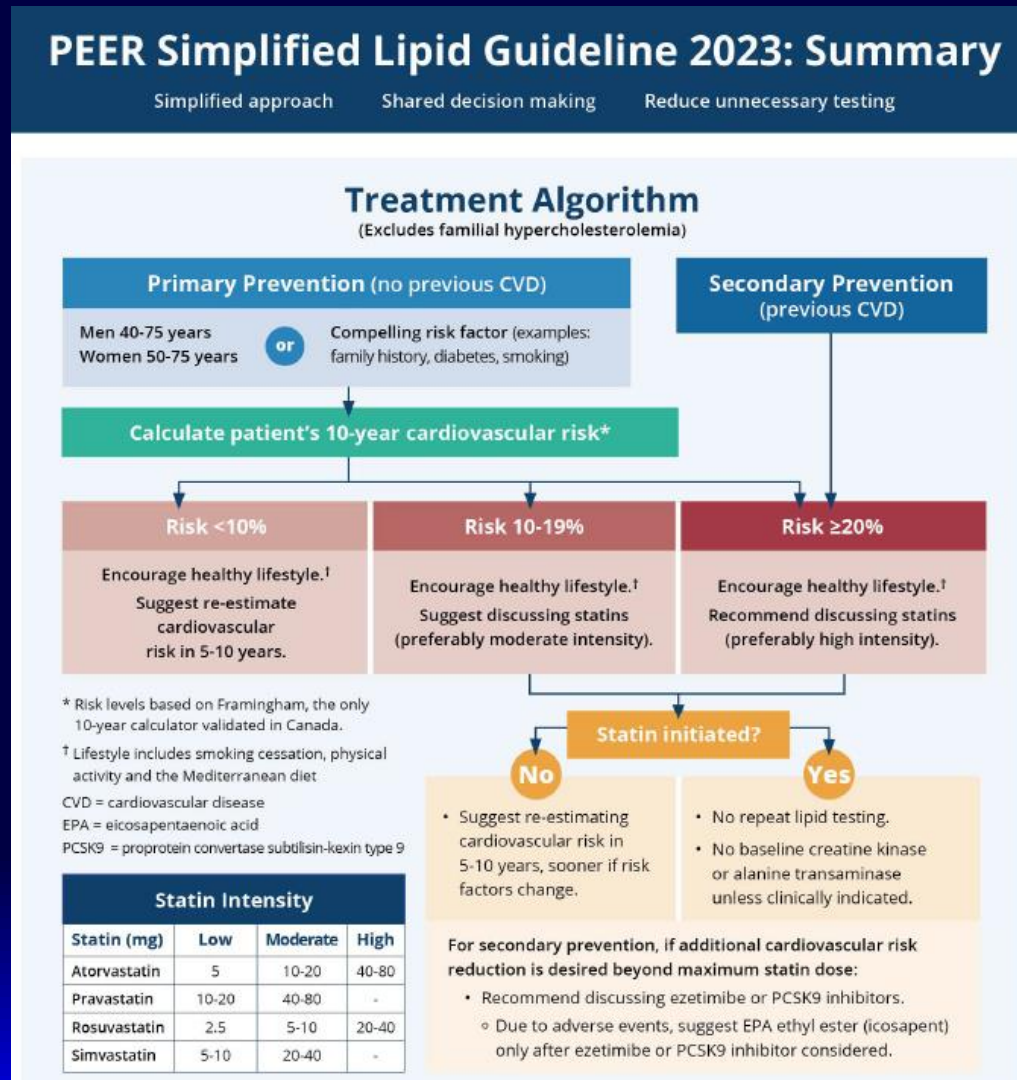 PEER Simplified Lipid Guideline 2023: Summary
Simplified approach Shared decision making Reduce unnecessary testing
Treatment Algorithm
(Excludes familial hypercholesterolemia)
Primary Prevention (no previous CVD)
Men 40-75 years
Women 50-75 years
or
Compelling risk factor (examples:
family history, diabetes, smoking)
Secondary Prevention
(previous CVD)
Calculate patient's 10-year cardiovascular risk*
Risk <10%
Encourage healthy lifestyle.†
Suggest re-estimate
cardiovascular
risk in 5-10 years.
Risk 10-19%
Encourage healthy lifestyle.†
Suggest discussing statins
(preferably moderate intensity).
Risk ≥20%
Encourage healthy lifestyle.†
Recommend discussing statins
(preferably high intensity).
* Risk levels based on Framingham, the only
10-year calculator validated in Canada.
† Lifestyle includes smoking cessation, physical
activity and the Mediterranean diet
CVD = cardiovascular disease
EPA = eicosapentaenoic acid
PCSK9 = proprotein convertase subtilisin-kexin type 9
Statin Intensity
Statin (mg) Low Moderate High
Atorvastatin 5 10-20 40-80
Pravastatin 10-20 40-80 -
Rosuvastatin 2.5 5-10 20-40
Simvastatin 5-10 20-40 -
Statin initiated?
No
• Suggest re-estimating
cardiovascular risk in
5-10 years, sooner if risk
factors change.
Yes
• No repeat lipid testing.
• No baseline creatine kinase
or alanine transaminase
unless clinically indicated.
For secondary prevention, if additional cardiovascular risk
reduction is desired beyond maximum statin dose:
• Recommend discussing ezetimibe or PCSK9 inhibitors.
◦ Due to adverse events, suggest EPA ethyl ester (icosapent)
only after ezetimibe or PCSK9 inhibitor considered.